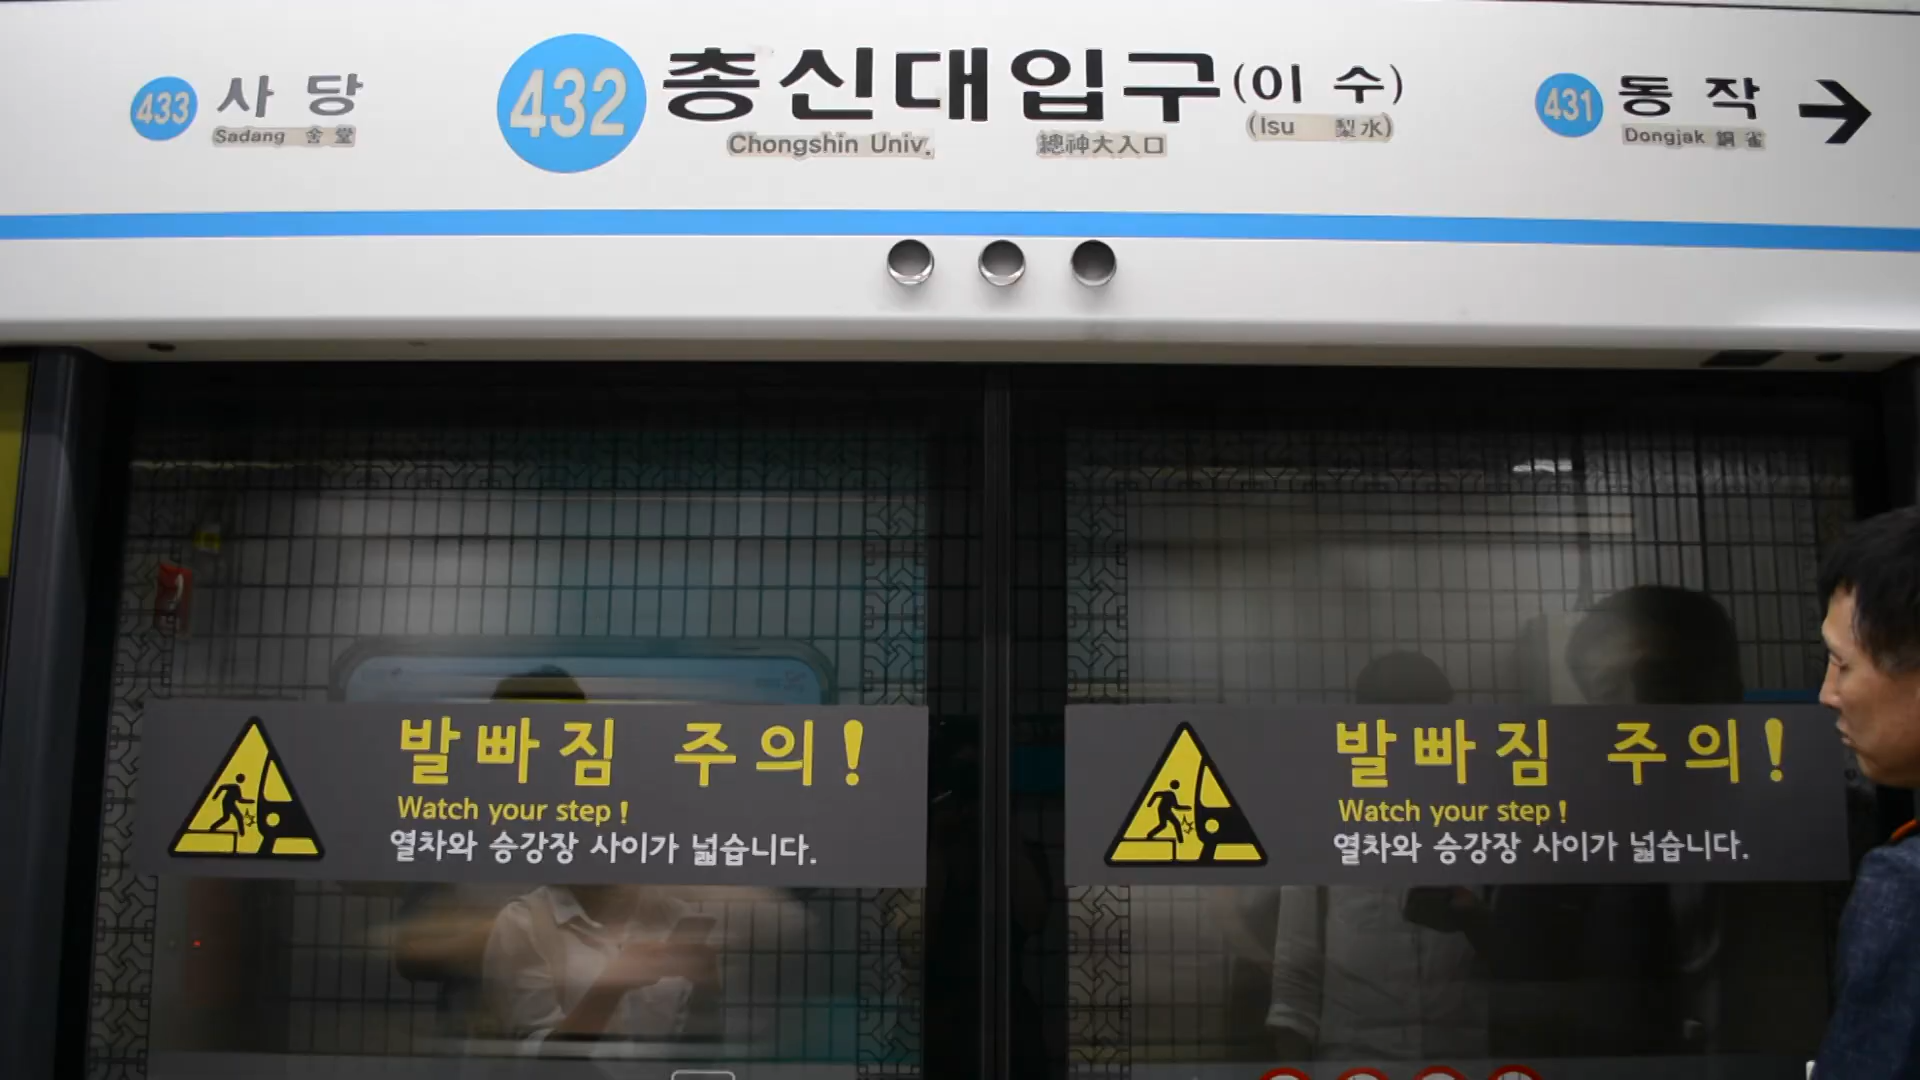 433 사당
Sadang 舍堂
432 총신대입구(이수)
Chongshin Univ. 總神大入口 (Isu 梨水)
431 동작 →
Dongjak 銅雀
발빠짐 주의!
Watch your step !
열차와 승강장 사이가 넓습니다.
발빠짐 주의!
Watch your step !
열차와 승강장 사이가 넓습니다.